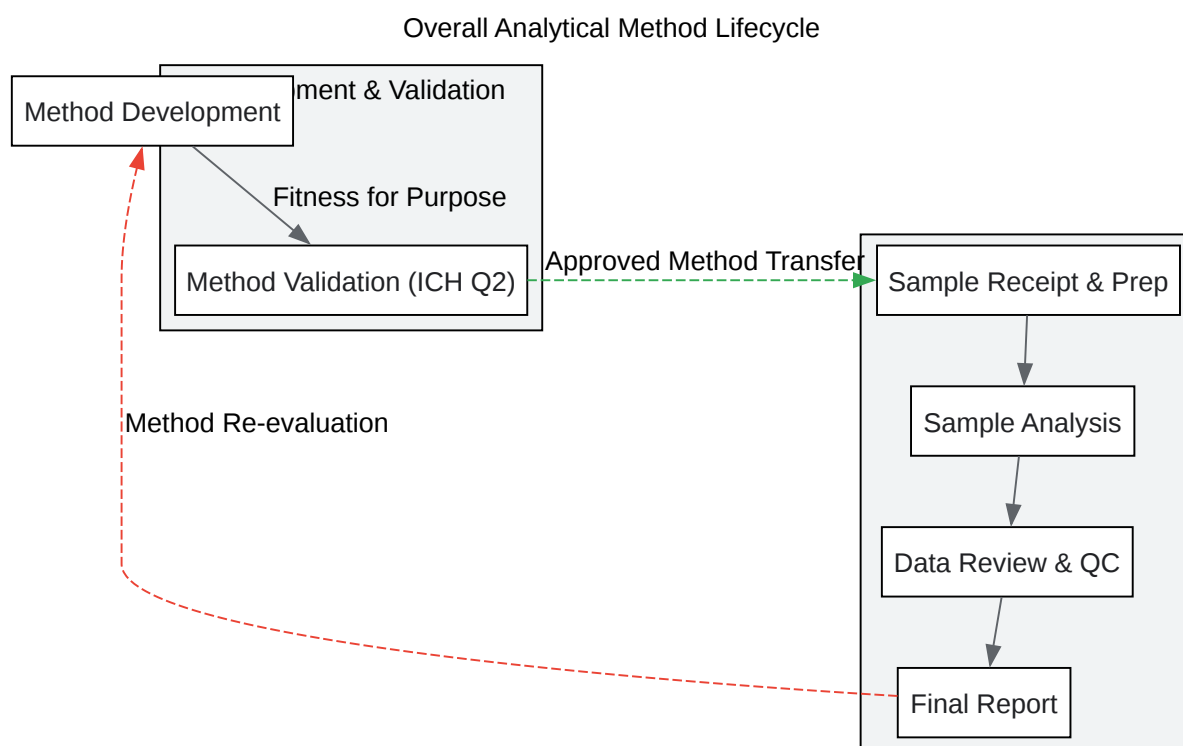 Overall Analytical Method Lifecycle
Method Development
& Validation
Fitness for Purpose
Method Validation (ICH Q2)
Approved Method Transfer
Sample Receipt & Prep
Sample Analysis
Method Re-evaluation
Data Review & QC
Final Report